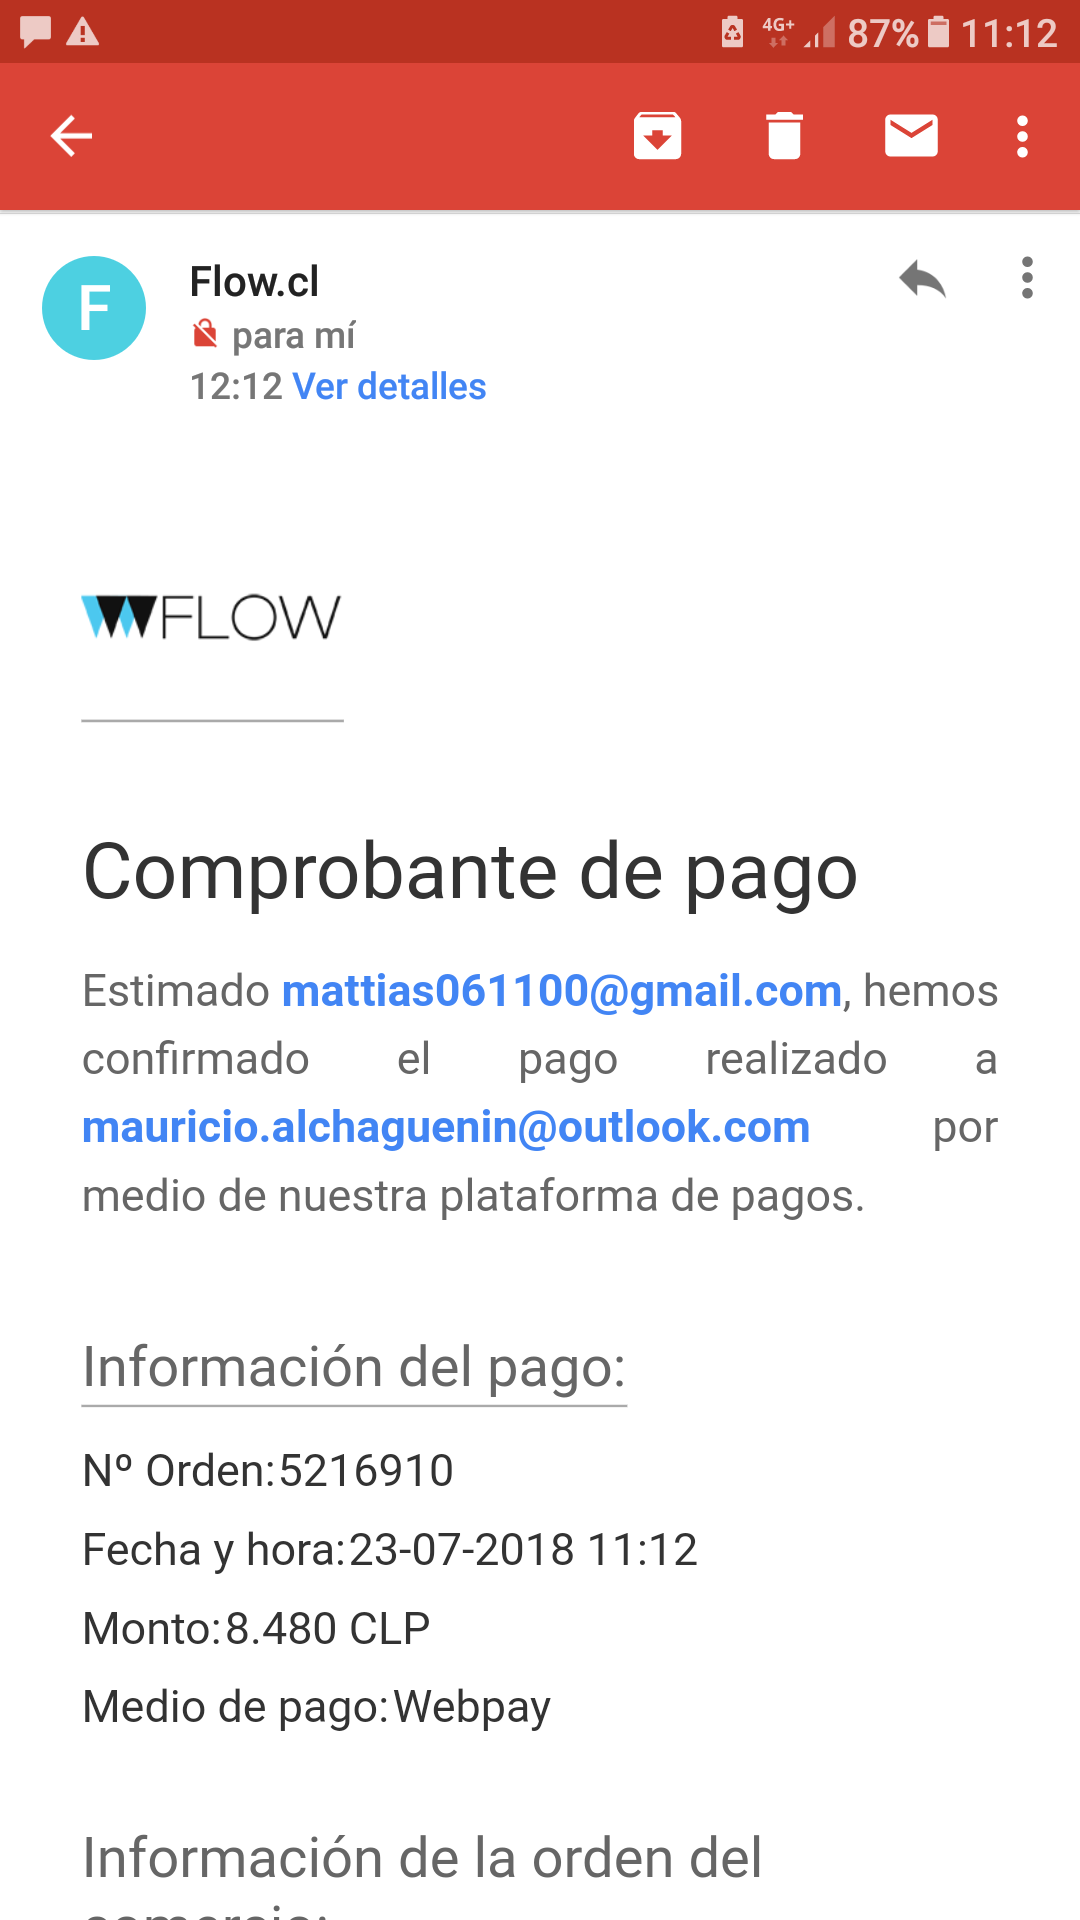 4G+ 87% 11:12
F
Flow.cl
para mí
12:12 Ver detalles
FLOW
Comprobante de pago
Estimado mattias061100@gmail.com, hemos
confirmado el pago realizado a
mauricio.alchaguenin@outlook.com por
medio de nuestra plataforma de pagos.
Información del pago:
Nº Orden:5216910
Fecha y hora:23-07-2018 11:12
Monto:8.480 CLP
Medio de pago:Webpay
Información de la orden del